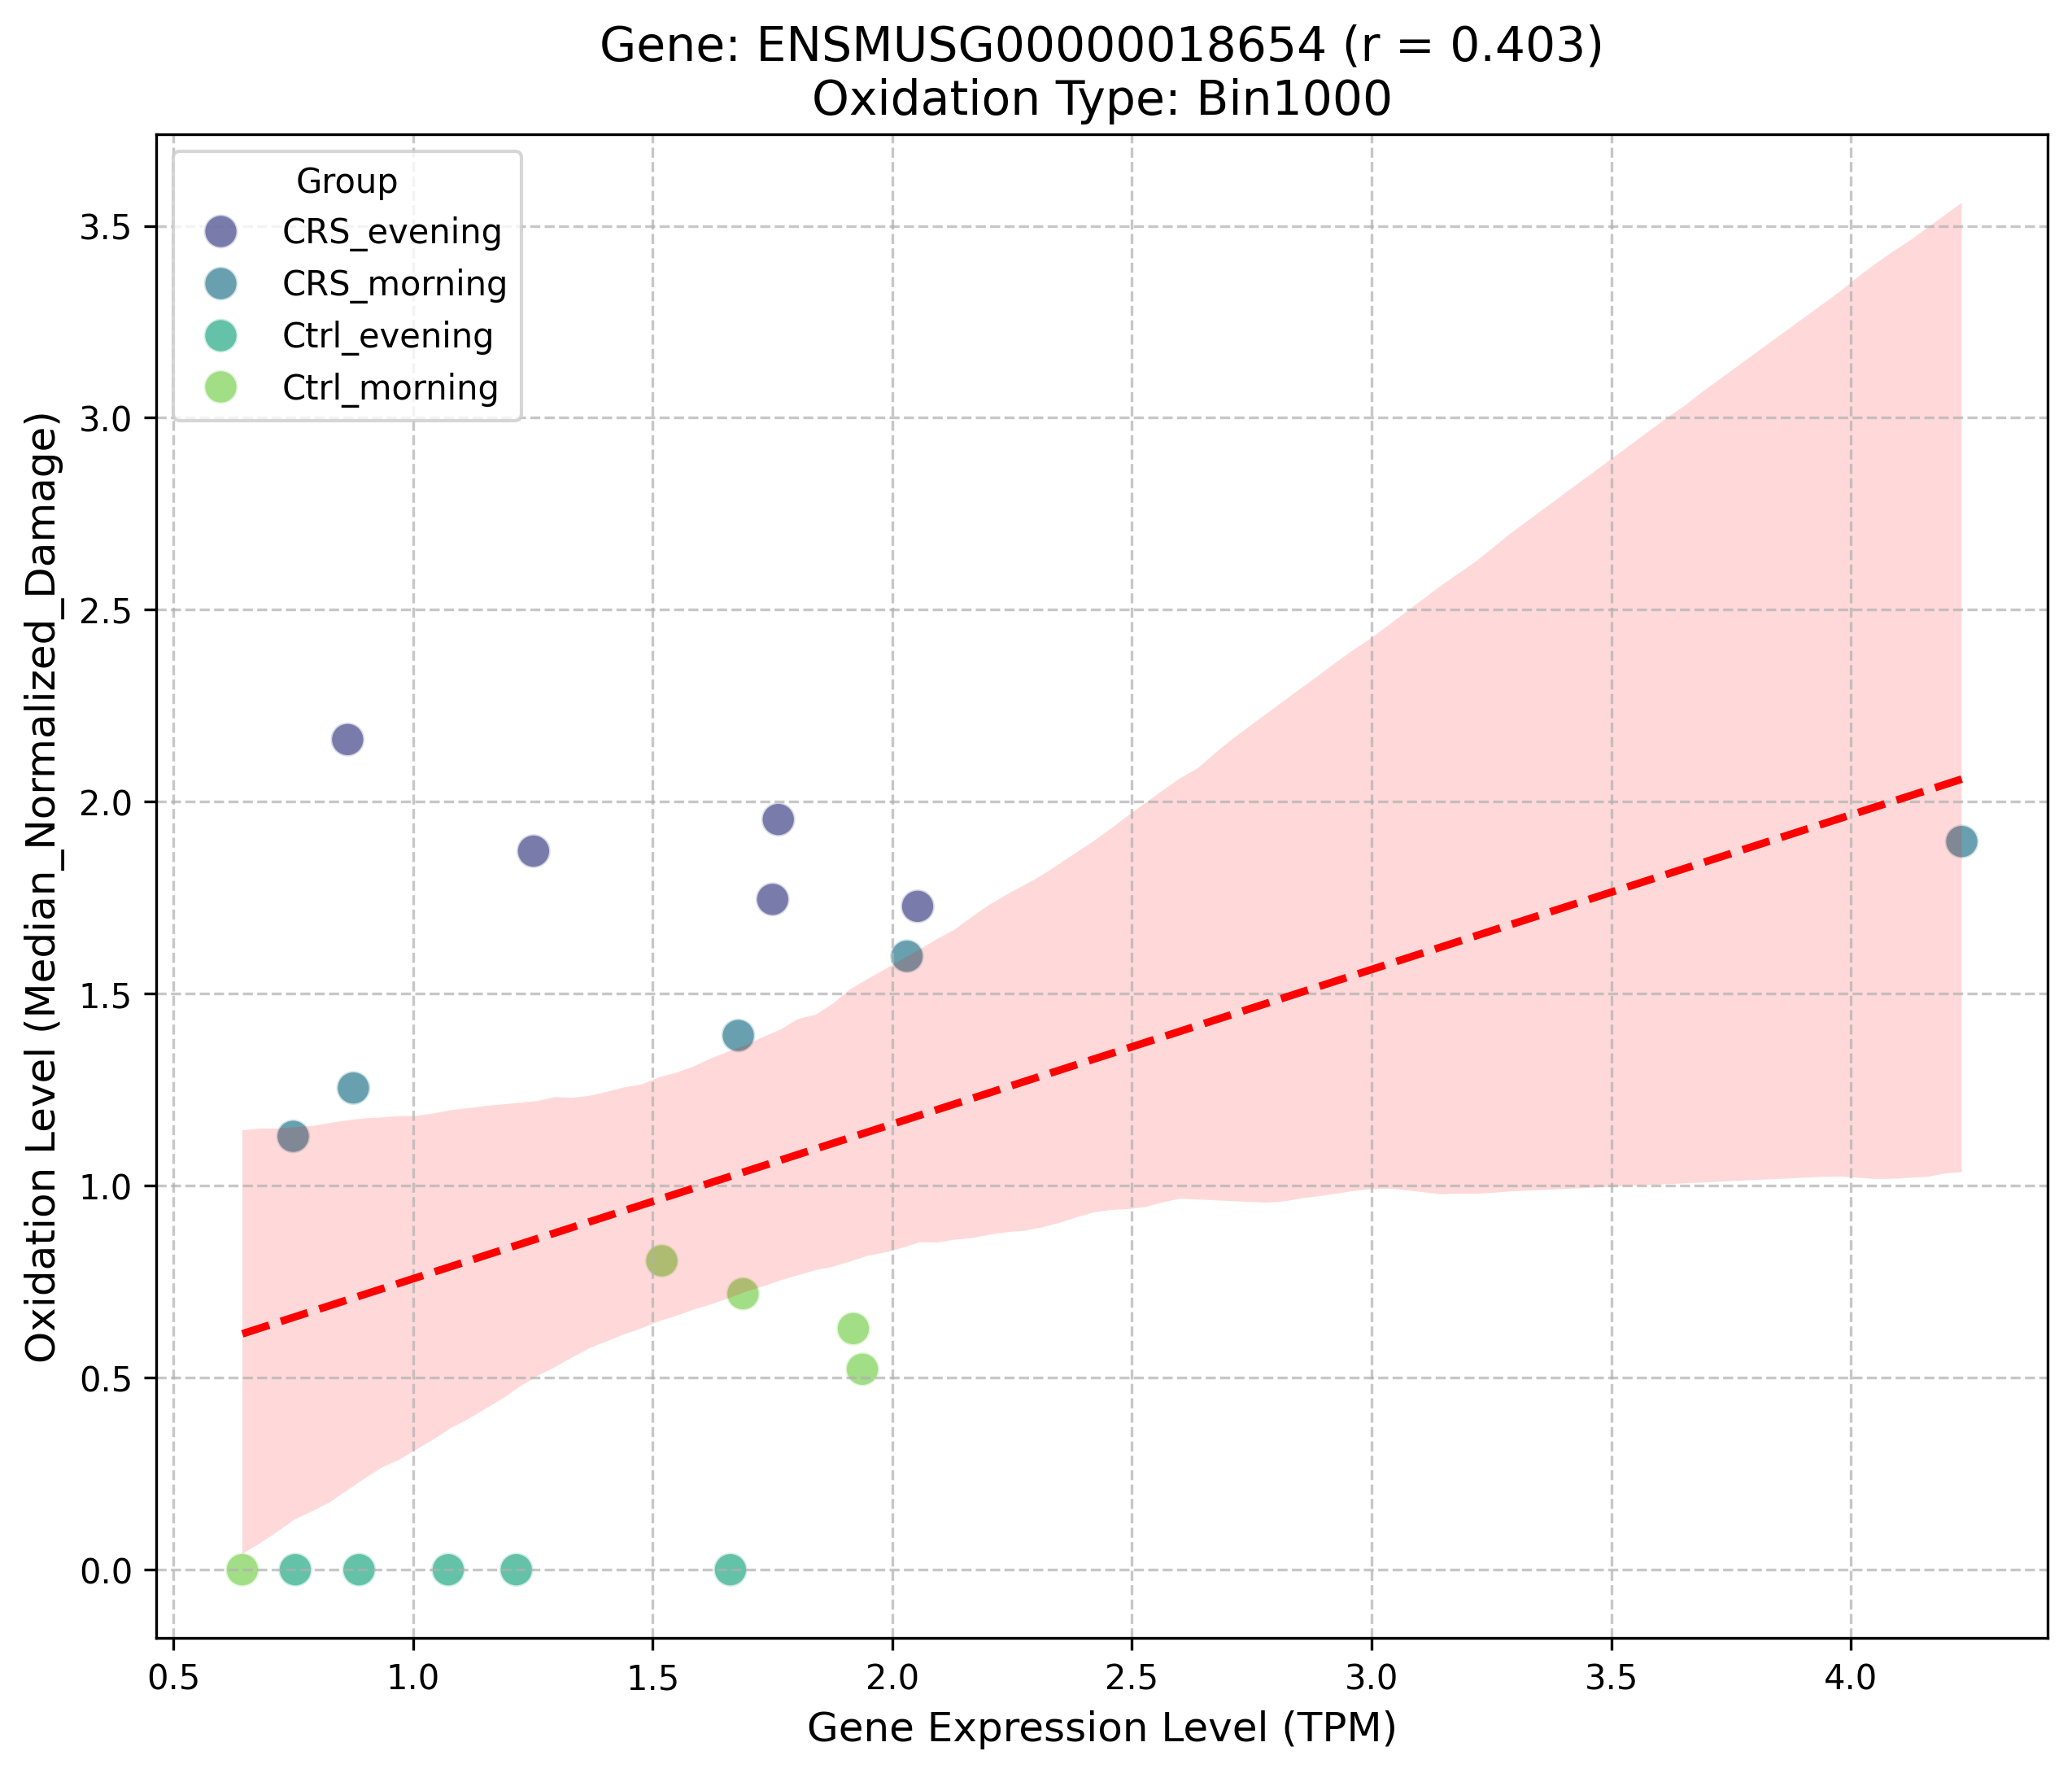 Gene: ENSMUSG00000018654 (r = 0.403)
Oxidation Type: Bin1000
Group
CRS_evening
CRS_morning
Ctrl_evening
Ctrl_morning
Oxidation Level (Median_Normalized_Damage)
3.5
3.0
2.5
2.0
1.5
1.0
0.5
0.0
0.5 1.0 1.5 2.0 2.5 3.0 3.5 4.0
Gene Expression Level (TPM)